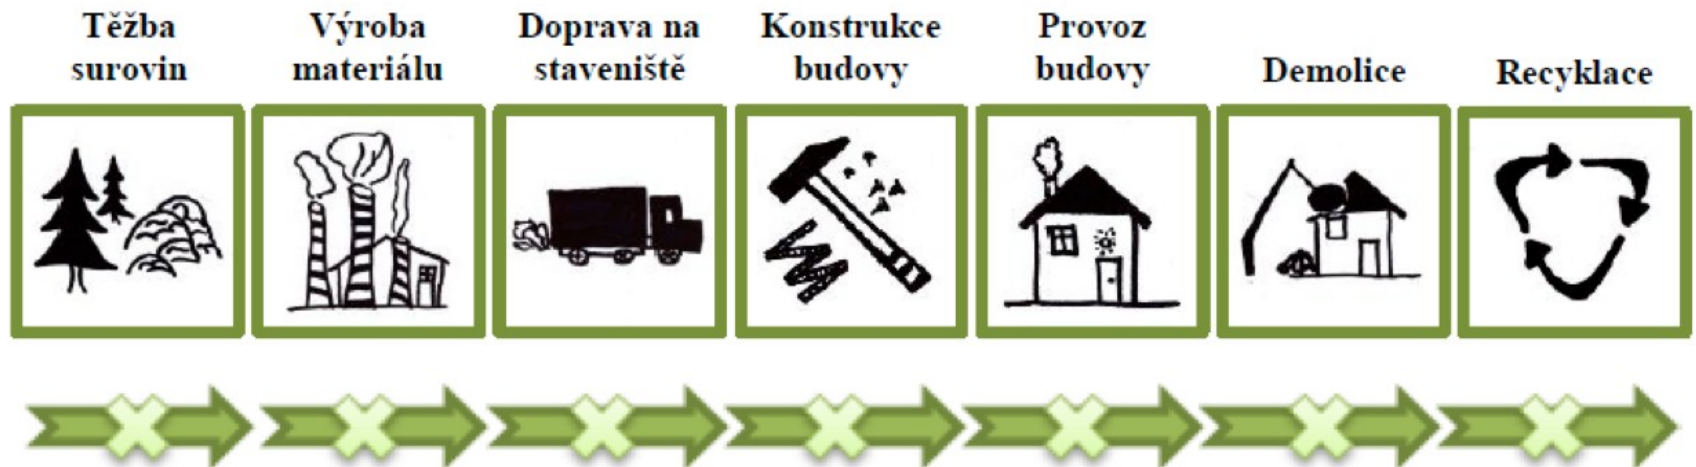 Těžba
surovin
Výroba
materiálu
Doprava na
staveniště
Konstrukce
budovy
Provoz
budovy
Demolice
Recyklace